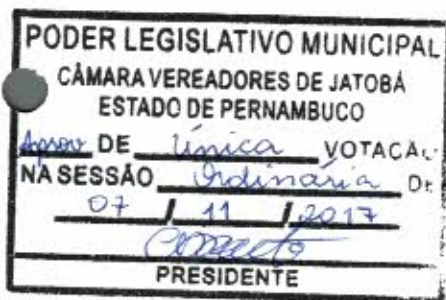 PODER LEGISLATIVO MUNICIPAL
CÂMARA VEREADORES DE JATOBÁ
ESTADO DE PERNAMBUCO
Aprov DE Única VOTAÇÃ
NA SESSÃO Ordinária DE
07 / 11 / 2017
PRESIDENTE